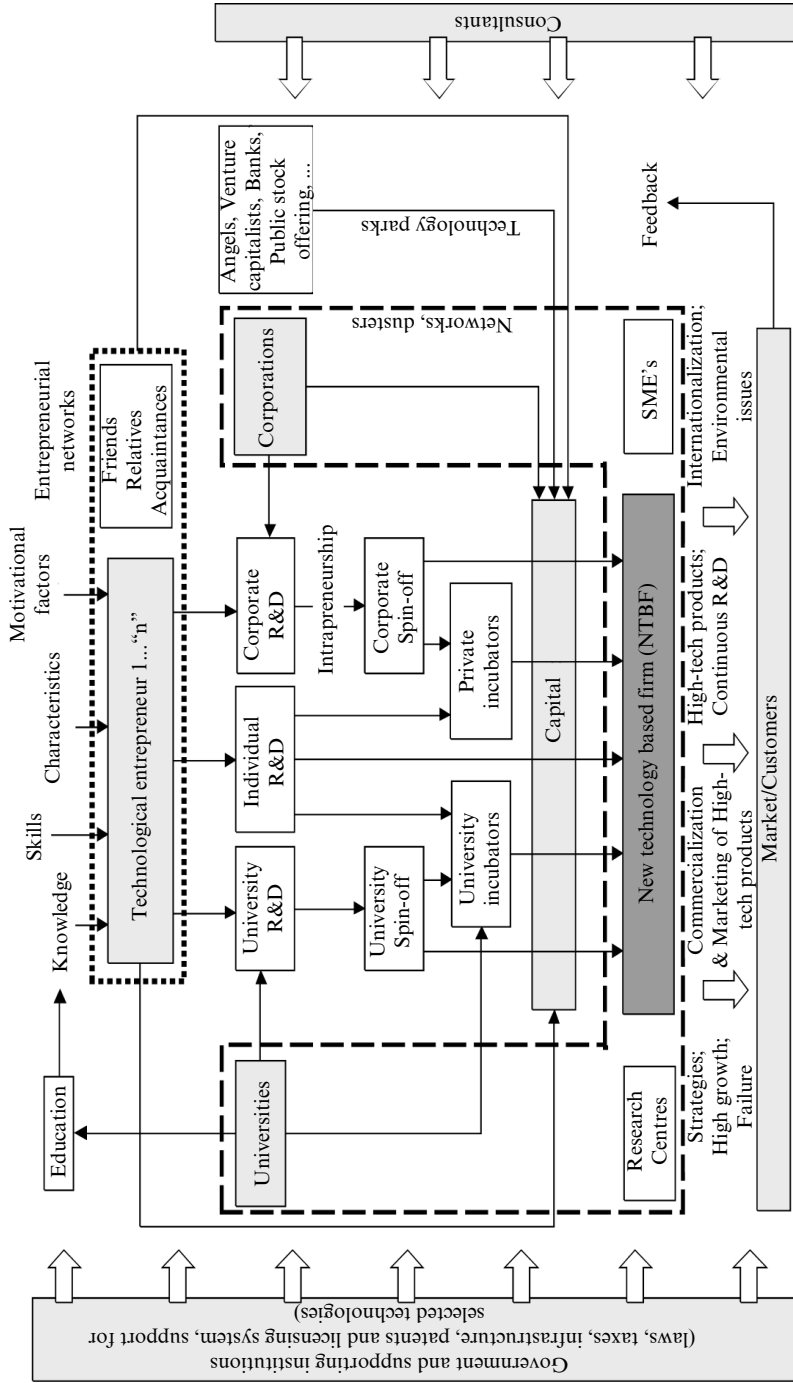 Government and supporting institutions
(laws, taxes, infrastructure, patents and licensing system, support for
selected technologies)
Education
Knowledge
Skills
Characteristics
Motivational
factors
Entrepreneurial
networks
Technological entrepreneur 1...“n”
Friends
Relatives
Acquaintances
Universities
University
R&D
Individual
R&D
Corporate
R&D
Corporations
Angels, Venture
capitalists, Banks,
Public stock
offering, ...
Intrapreneurship
Networks, dusters
Technology parks
University
Spin-off
Corporate
Spin-off
University
incubators
Private
incubators
Capital
Research
Centres
New technology based firm (NTBF)
SME’s
Strategies;
High growth;
Failure
Commercialization
& Marketing of High-
tech products
High-tech products;
Continuous R&D
Internationalization;
Environmental
issues
Feedback
Market/Customers
Consultants